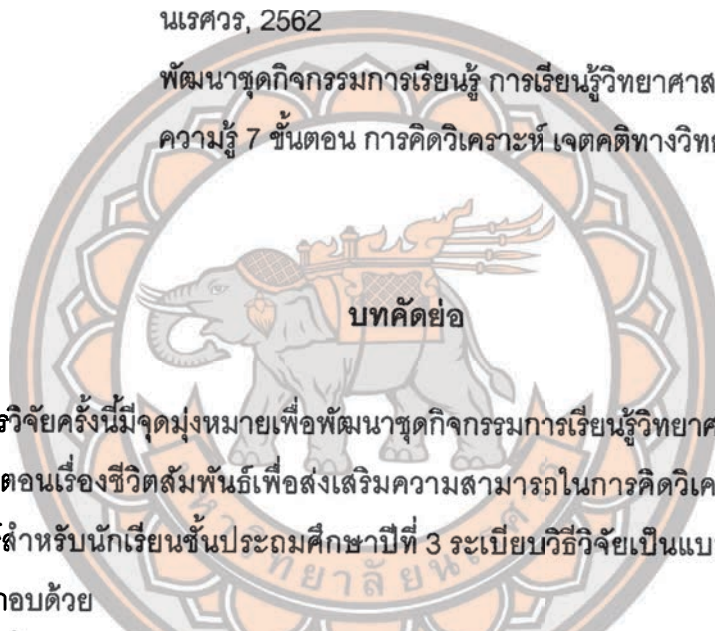 นเรศวร, 2562
พัฒนาชุดกิจกรรมการเรียนรู้ การเรียนรู้วิทยาศาส
ความรู้ 7 ขั้นตอน การคิดวิเคราะห์ เจตคติทางวิทย
บทคัดย่อ
รวิจัยครั้งนี้มีจุดมุ่งหมายเพื่อพัฒนาชุดกิจกรรมการเรียนรู้วิทยาศ
ตอนเรื่องชีวิตสัมพันธ์เพื่อส่งเสริมความสามารถในการคิดวิเค
สำหรับนักเรียนชั้นประถมศึกษาปีที่ 3 ระเบียบวิธีวิจัยเป็นแบ
กอบด้วย